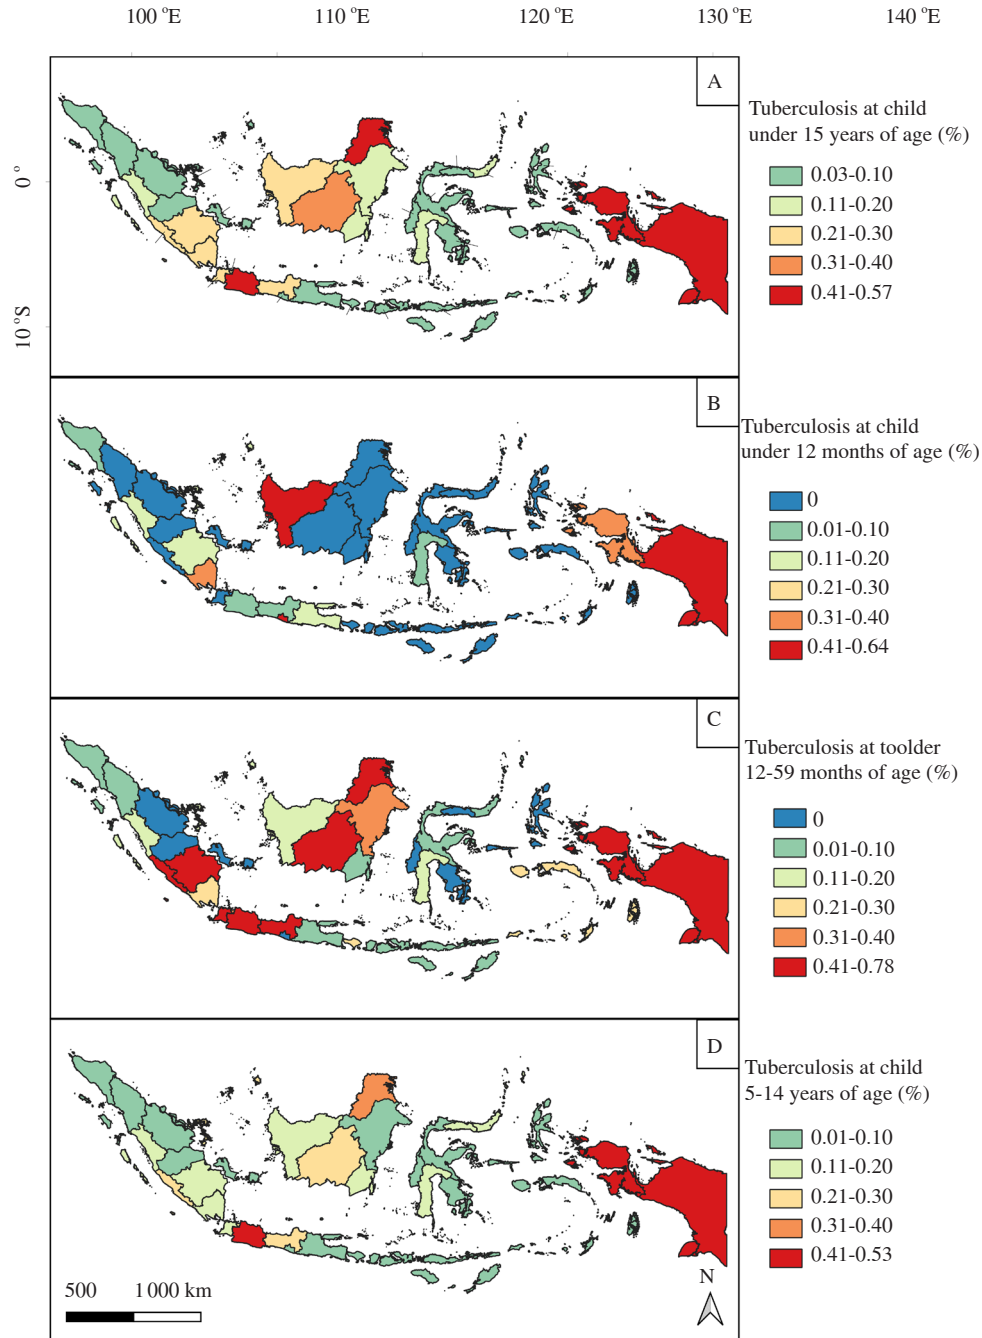 100 °E 110 °E 120 °E 130 °E 140 °E
0 °
10 °S
A
Tuberculosis at child
under 15 years of age (%)
0.03-0.10
0.11-0.20
0.21-0.30
0.31-0.40
0.41-0.57
B
Tuberculosis at child
under 12 months of age (%)
0
0.01-0.10
0.11-0.20
0.21-0.30
0.31-0.40
0.41-0.64
C
Tuberculosis at toolder
12-59 months of age (%)
0
0.01-0.10
0.11-0.20
0.21-0.30
0.31-0.40
0.41-0.78
D
Tuberculosis at child
5-14 years of age (%)
0.01-0.10
0.11-0.20
0.21-0.30
0.31-0.40
0.41-0.53
500 1 000 km
N